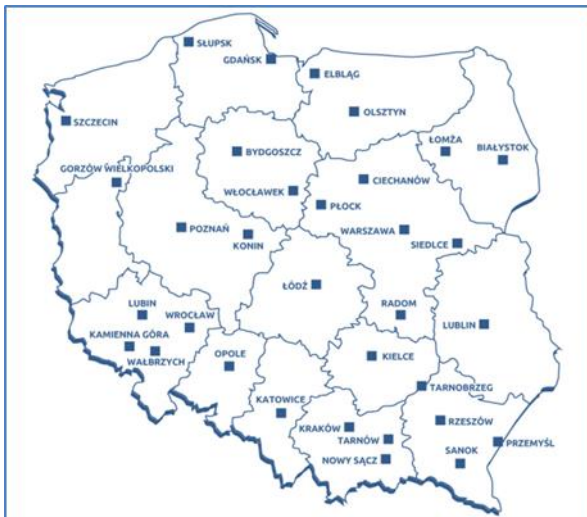 SŁUPSK
GDAŃSK
ELBLĄG
OLSZTYN
SZCZECIN
ŁOMŻA
BIAŁYSTOK
BYDGOSZCZ
GORZÓW WIELKOPOLSKI
CIECHANÓW
WŁOCŁAWEK
PŁOCK
POZNAŃ
KONIN
WARSZAWA
SIEDLCE
ŁÓDŹ
LUBIN
WROCŁAW
RADOM
LUBLIN
KAMIENNA GÓRA
WAŁBRZYCH
OPOLE
KIELCE
TARNOBRZEG
KATOWICE
KRAKÓW
RZESZÓW
TARNÓW
PRZEMYŚL
NOWY SĄCZ
SANOK